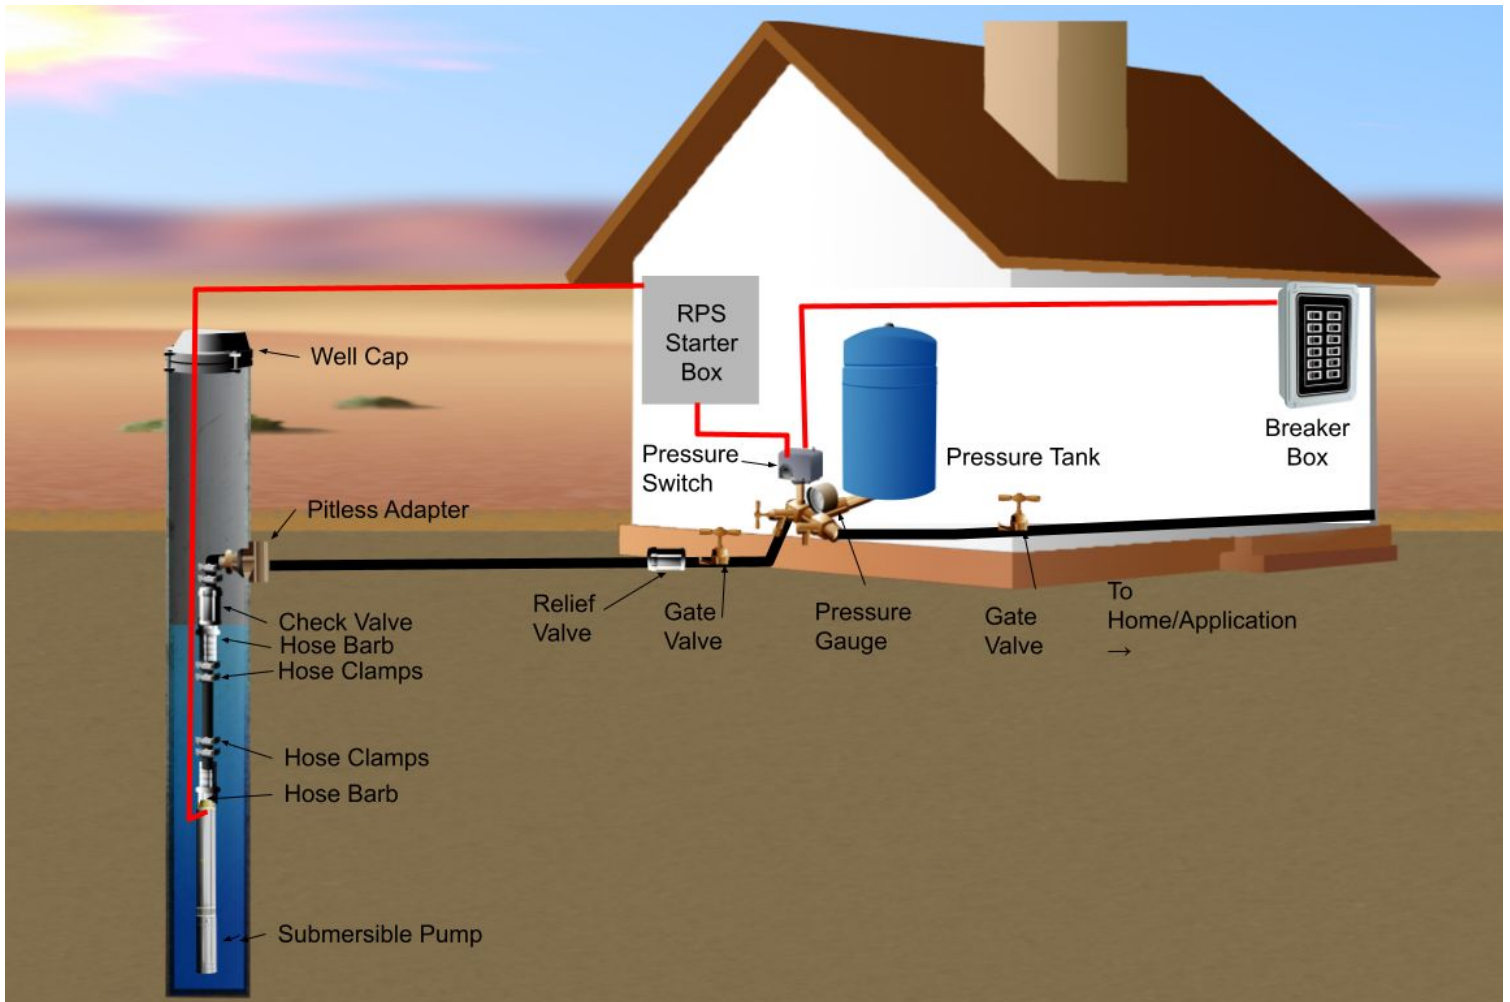 RPS
Starter
Box
Well Cap
Breaker
Box
Pressure
Switch
Pressure Tank
Pitless Adapter
Relief
Valve
Gate
Valve
Pressure
Gauge
Gate
Valve
To
Home/Application
→
Check Valve
Hose Barb
Hose Clamps
Hose Clamps
Hose Barb
Submersible Pump